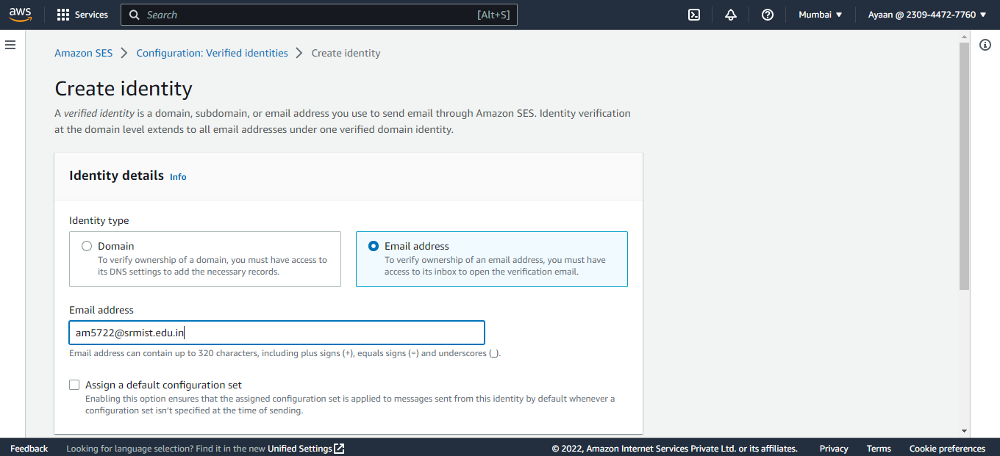 aws
Services
Search
[Alt+S]
Mumbai
Ayaan @ 2309-4472-7760
Amazon SES
Configuration: Verified identities
Create identity
Create identity
A verified identity is a domain, subdomain, or email address you use to send email through Amazon SES. Identity verification
at the domain level extends to all email addresses under one verified domain identity.
Identity details Info
Identity type
Domain
To verify ownership of a domain, you must have access to
its DNS settings to add the necessary records.
Email address
To verify ownership of an email address, you must have
access to its inbox to open the verification email.
Email address
am5722@srmist.edu.in
Email address can contain up to 320 characters, including plus signs (+), equals signs (=) and underscores (_).
Assign a default configuration set
Enabling this option ensures that the assigned configuration set is applied to messages sent from this identity by default whenever a
configuration set isn't specified at the time of sending.
Feedback
Looking for language selection? Find it in the new Unified Settings
© 2022, Amazon Internet Services Private Ltd. or its affiliates.
Privacy
Terms
Cookie preferences